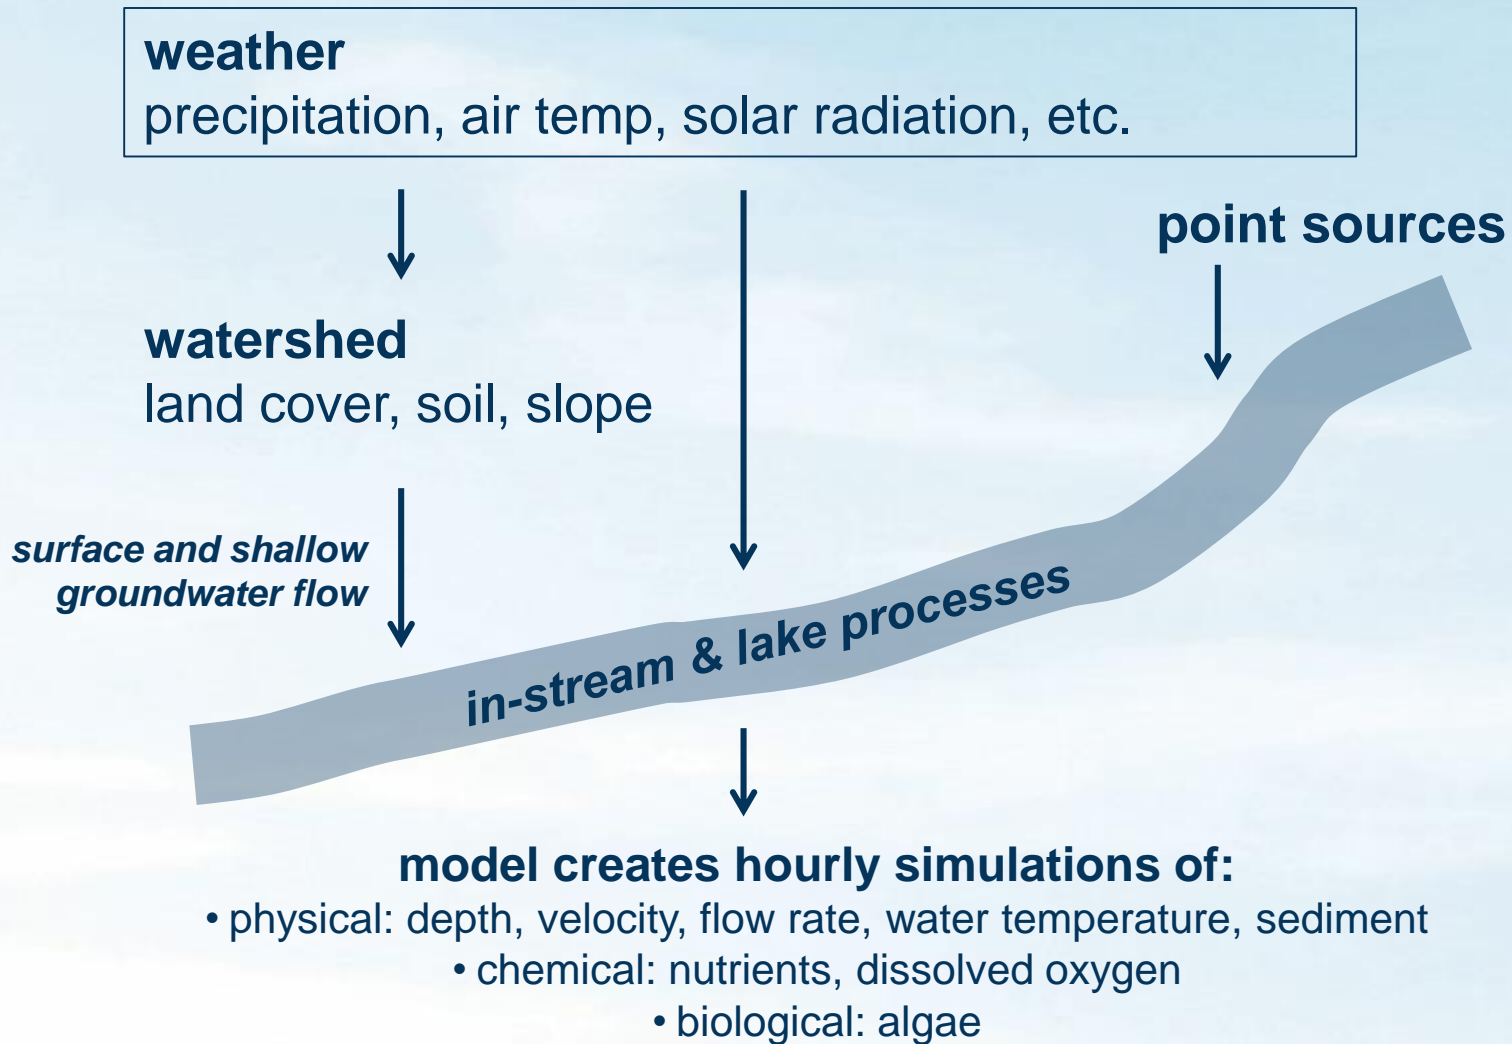 weather
precipitation, air temp, solar radiation, etc.
point sources
watershed
land cover, soil, slope
surface and shallow
groundwater flow
in-stream & lake processes
model creates hourly simulations of:
• physical: depth, velocity, flow rate, water temperature, sediment
• chemical: nutrients, dissolved oxygen
• biological: algae